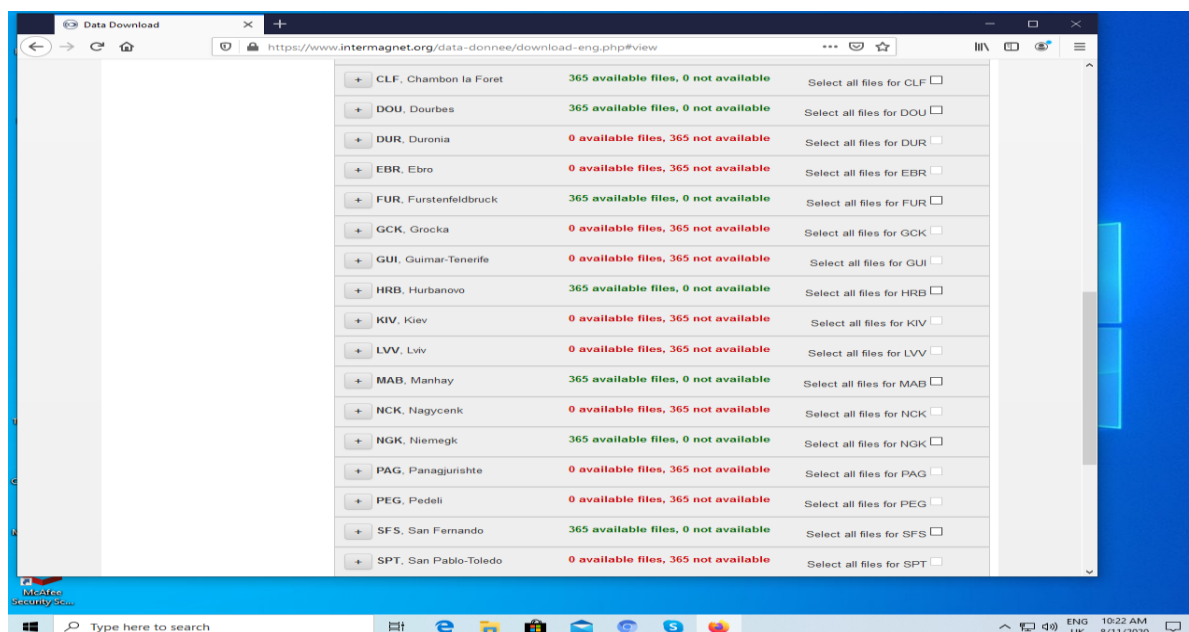 Data Download
https://www.intermagnet.org/data-donnee/download-eng.php#view
+ CLF, Chambon la Foret 365 available files, 0 not available Select all files for CLF
+ DOU, Dourbes 365 available files, 0 not available Select all files for DOU
+ DUR, Duronia 0 available files, 365 not available Select all files for DUR
+ EBR, Ebro 0 available files, 365 not available Select all files for EBR
+ FUR, Furstenfeldbruck 365 available files, 0 not available Select all files for FUR
+ GCK, Grocka 0 available files, 365 not available Select all files for GCK
+ GUI, Guimar-Tenerife 0 available files, 365 not available Select all files for GUI
+ HRB, Hurbanovo 365 available files, 0 not available Select all files for HRB
+ KIV, Kiev 0 available files, 365 not available Select all files for KIV
+ LVV, Lviv 0 available files, 365 not available Select all files for LVV
+ MAB, Manhay 365 available files, 0 not available Select all files for MAB
+ NCK, Nagycenk 0 available files, 365 not available Select all files for NCK
+ NGK, Niemegk 365 available files, 0 not available Select all files for NGK
+ PAG, Panagjurishte 0 available files, 365 not available Select all files for PAG
+ PEG, Pedeli 0 available files, 365 not available Select all files for PEG
+ SFS, San Fernando 365 available files, 0 not available Select all files for SFS
+ SPT, San Pablo-Toledo 0 available files, 365 not available Select all files for SPT
McAfee
Security Sc...
Type here to search
ENG 10:22 AM
UK 8/11/2020